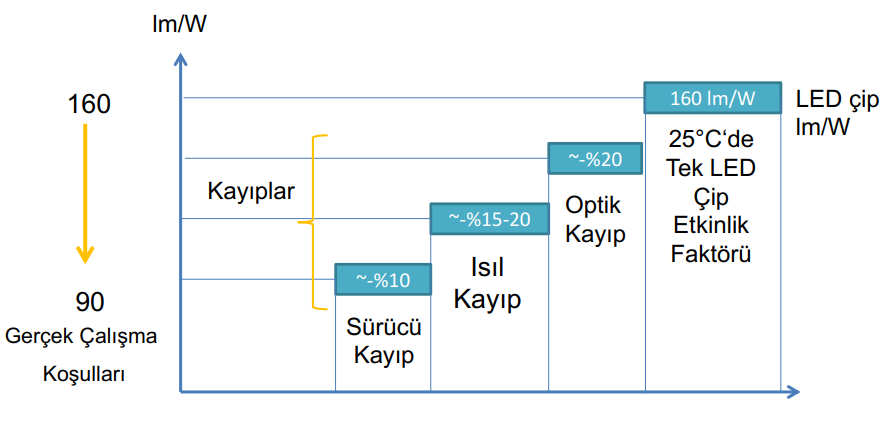 lm/W
160
160 lm/W
LED çip
lm/W
25°C‘de
Tek LED
Çip
Etkinlik
Faktörü
~-%20
Optik
Kayıp
Kayıplar
~-%15-20
Isıl
Kayıp
~-%10
Sürücü
Kayıp
90
Gerçek Çalışma
Koşulları